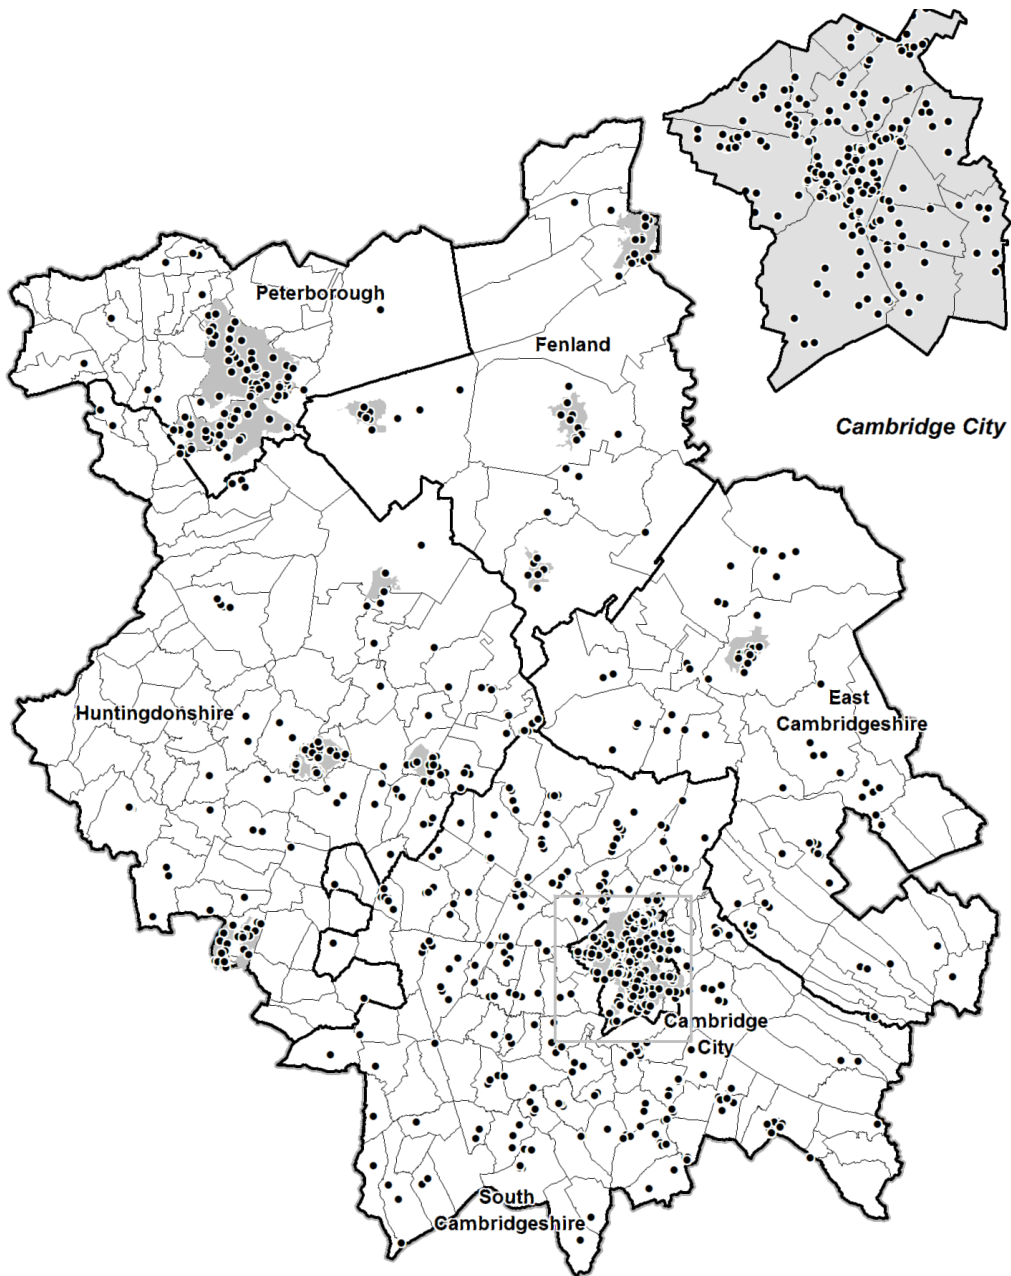 Peterborough
Fenland
Cambridge City
Huntingdonshire
East
Cambridgeshire
Cambridge
City
South
Cambridgeshire